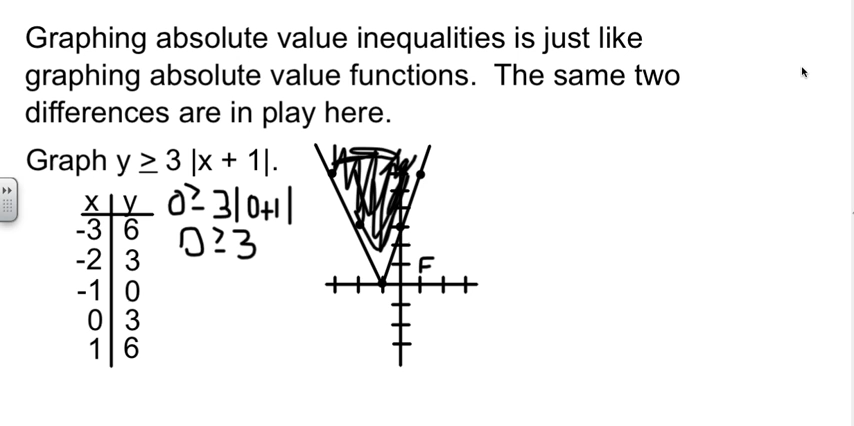 Graphing absolute value inequalities is just like
graphing absolute value functions.  The same two
differences are in play here.
Graph y ≥ 3 |x + 1|.
x | y
-3 | 6
-2 | 3
-1 | 0
0 | 3
1 | 6
0 ≥? 3|0+1|
0 ≥? 3
F